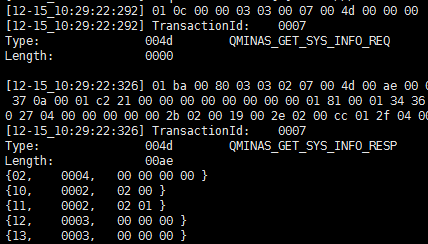 [12-15_10:29:22:292] 01 0c 00 00 03 03 00 07 00 4d 00 00 00
[12-15_10:29:22:292] TransactionId:    0007
Type:               004d        QMINAS_GET_SYS_INFO_REQ
Length:             0000
[12-15_10:29:22:326] 01 ba 00 80 03 03 02 07 00 4d 00 ae 00 0
37 0a 00 01 c2 21 00 00 00 00 00 00 00 00 00 01 81 00 01 34 36
0 27 04 00 00 00 00 00 2b 02 00 19 00 2e 02 00 cc 01 2f 04 00
[12-15_10:29:22:326] TransactionId:    0007
Type:               004d        QMINAS_GET_SYS_INFO_RESP
Length:             00ae
{02,    0004,   00 00 00 00 }
{10,    0002,   02 00 }
{11,    0002,   02 01 }
{12,    0003,   00 00 00 }
{13,    0003,   00 00 00 }